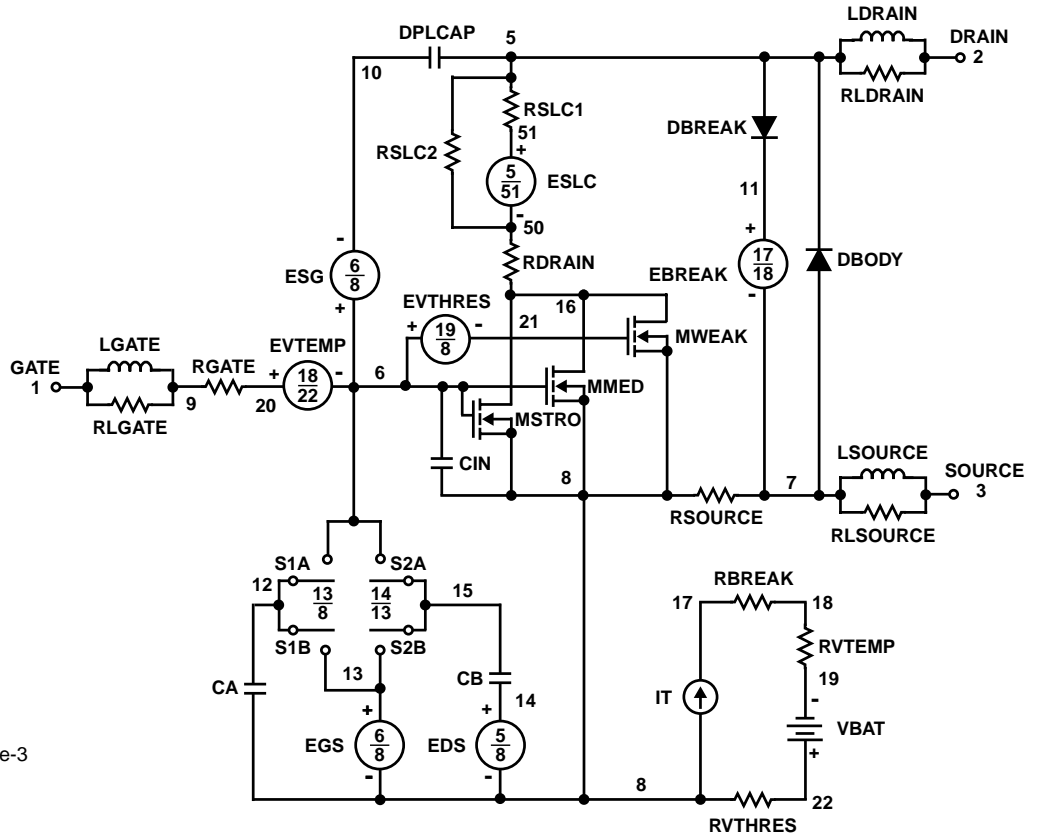 LDRAIN
DPLCAP 5 DRAIN
10 2
RSLC1 RLDRAIN
51 DBREAK
RSLC2 +
5
51 ESLC 11
-
50 +
- RDRAIN 17
18 DBODY
6
8 EBREAK
ESG -
+ EVTHRES 16
+ 19
8 - 21
MWEAK
LGATE EVTEMP
GATE RGATE + 18
22 - 6 MMED
1 9 20 MSTRO
RLGATE
CIN LSOURCE
8 7 SOURCE
3
RSOURCE RLSOURCE
S1A S2A
12 13
8 14
13 15 RBREAK
17 18
S1B S2B RVTEMP
13 CB 19
CA 14 IT -
+ + VBAT
EGS 6
8 EDS 5
8 +
e-3 - - 8 22
RVTHRES